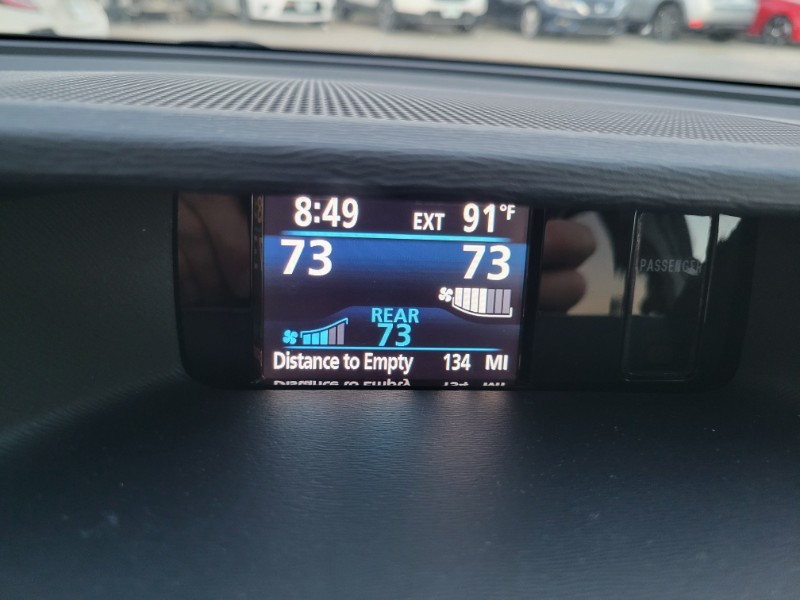 8:49 EXT 91°F
73 73
REAR
73
Distance to Empty 134 MI
PASSENGER